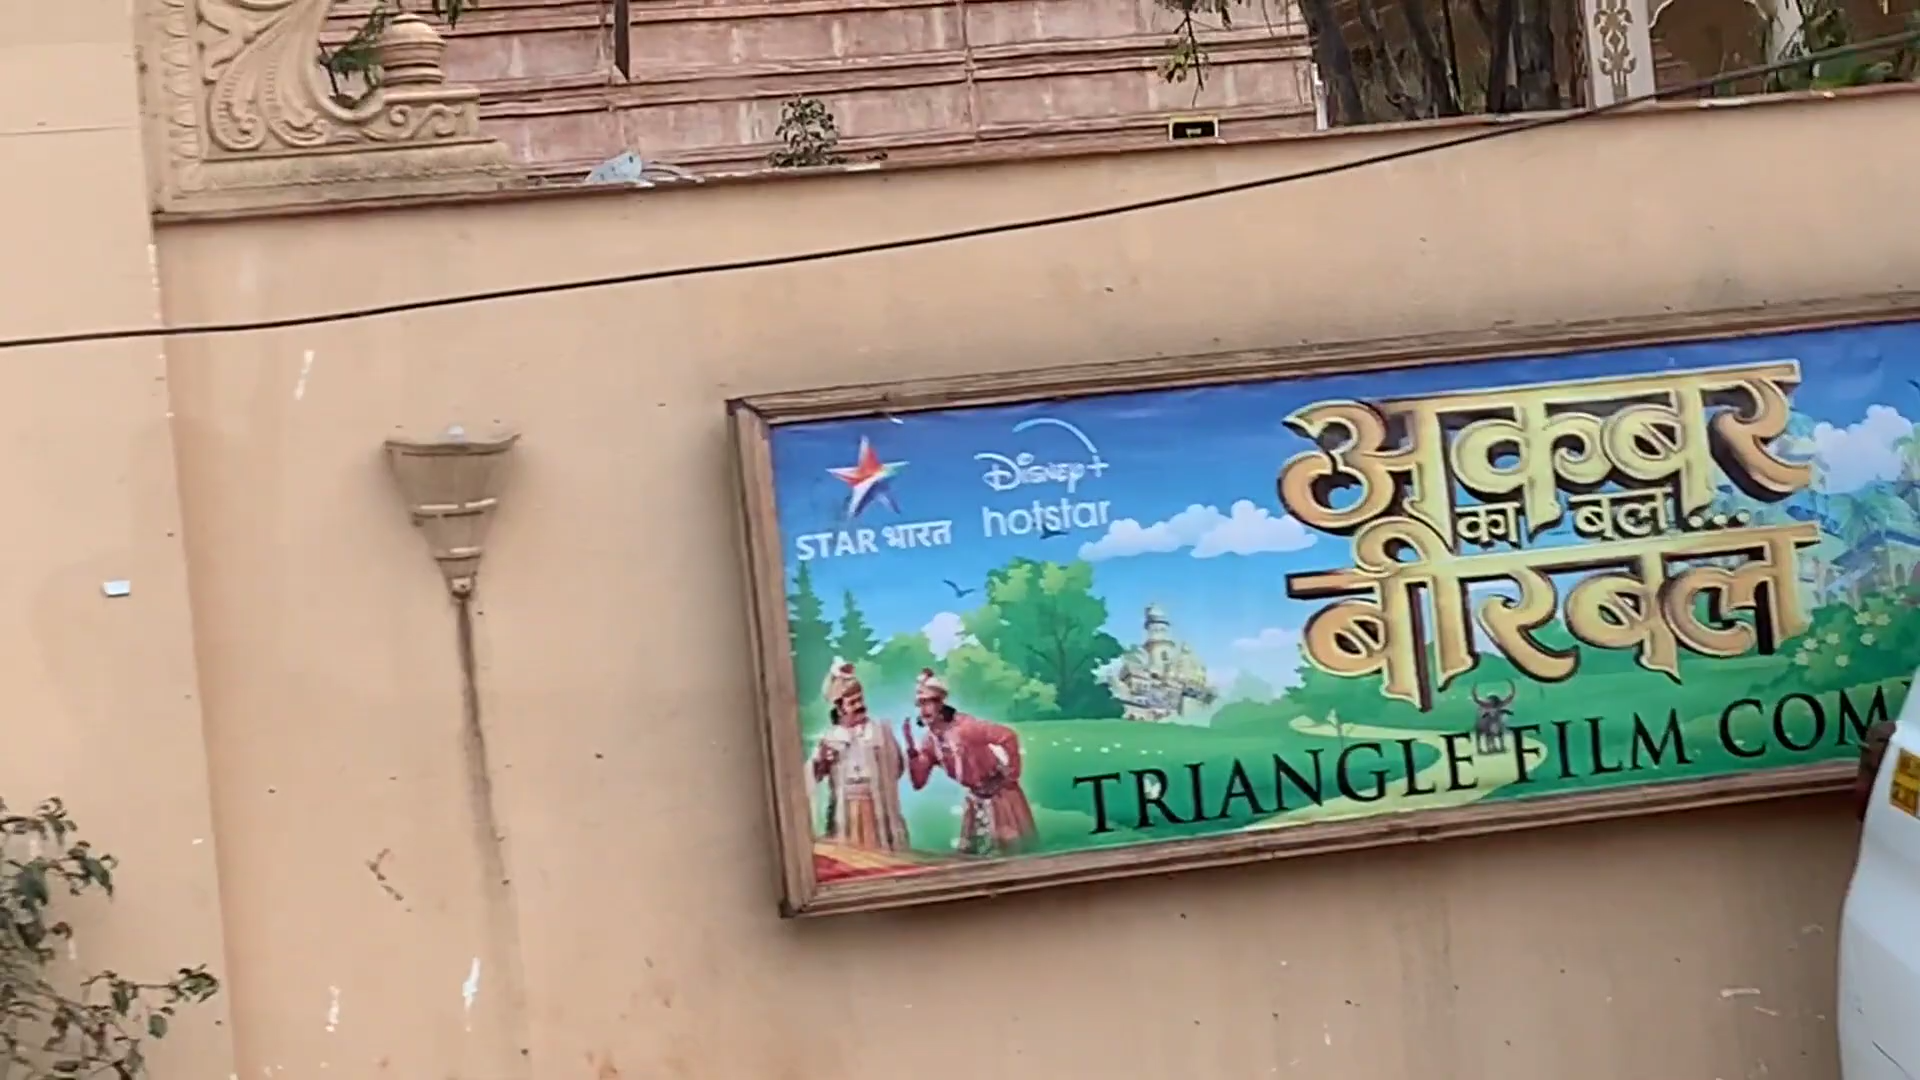 STAR भारत
Disney+
hotstar
अकबर
का बल...
बीरबल
TRIANGLE FILM COM